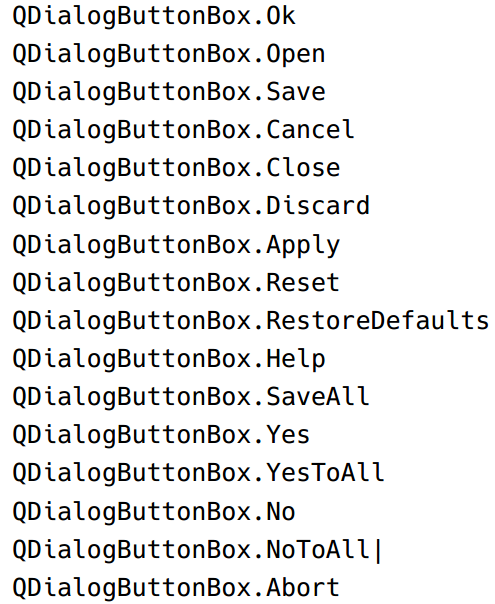 QDialogButtonBox.Ok
QDialogButtonBox.Open
QDialogButtonBox.Save
QDialogButtonBox.Cancel
QDialogButtonBox.Close
QDialogButtonBox.Discard
QDialogButtonBox.Apply
QDialogButtonBox.Reset
QDialogButtonBox.RestoreDefaults
QDialogButtonBox.Help
QDialogButtonBox.SaveAll
QDialogButtonBox.Yes
QDialogButtonBox.YesToAll
QDialogButtonBox.No
QDialogButtonBox.NoToAll|
QDialogButtonBox.Abort